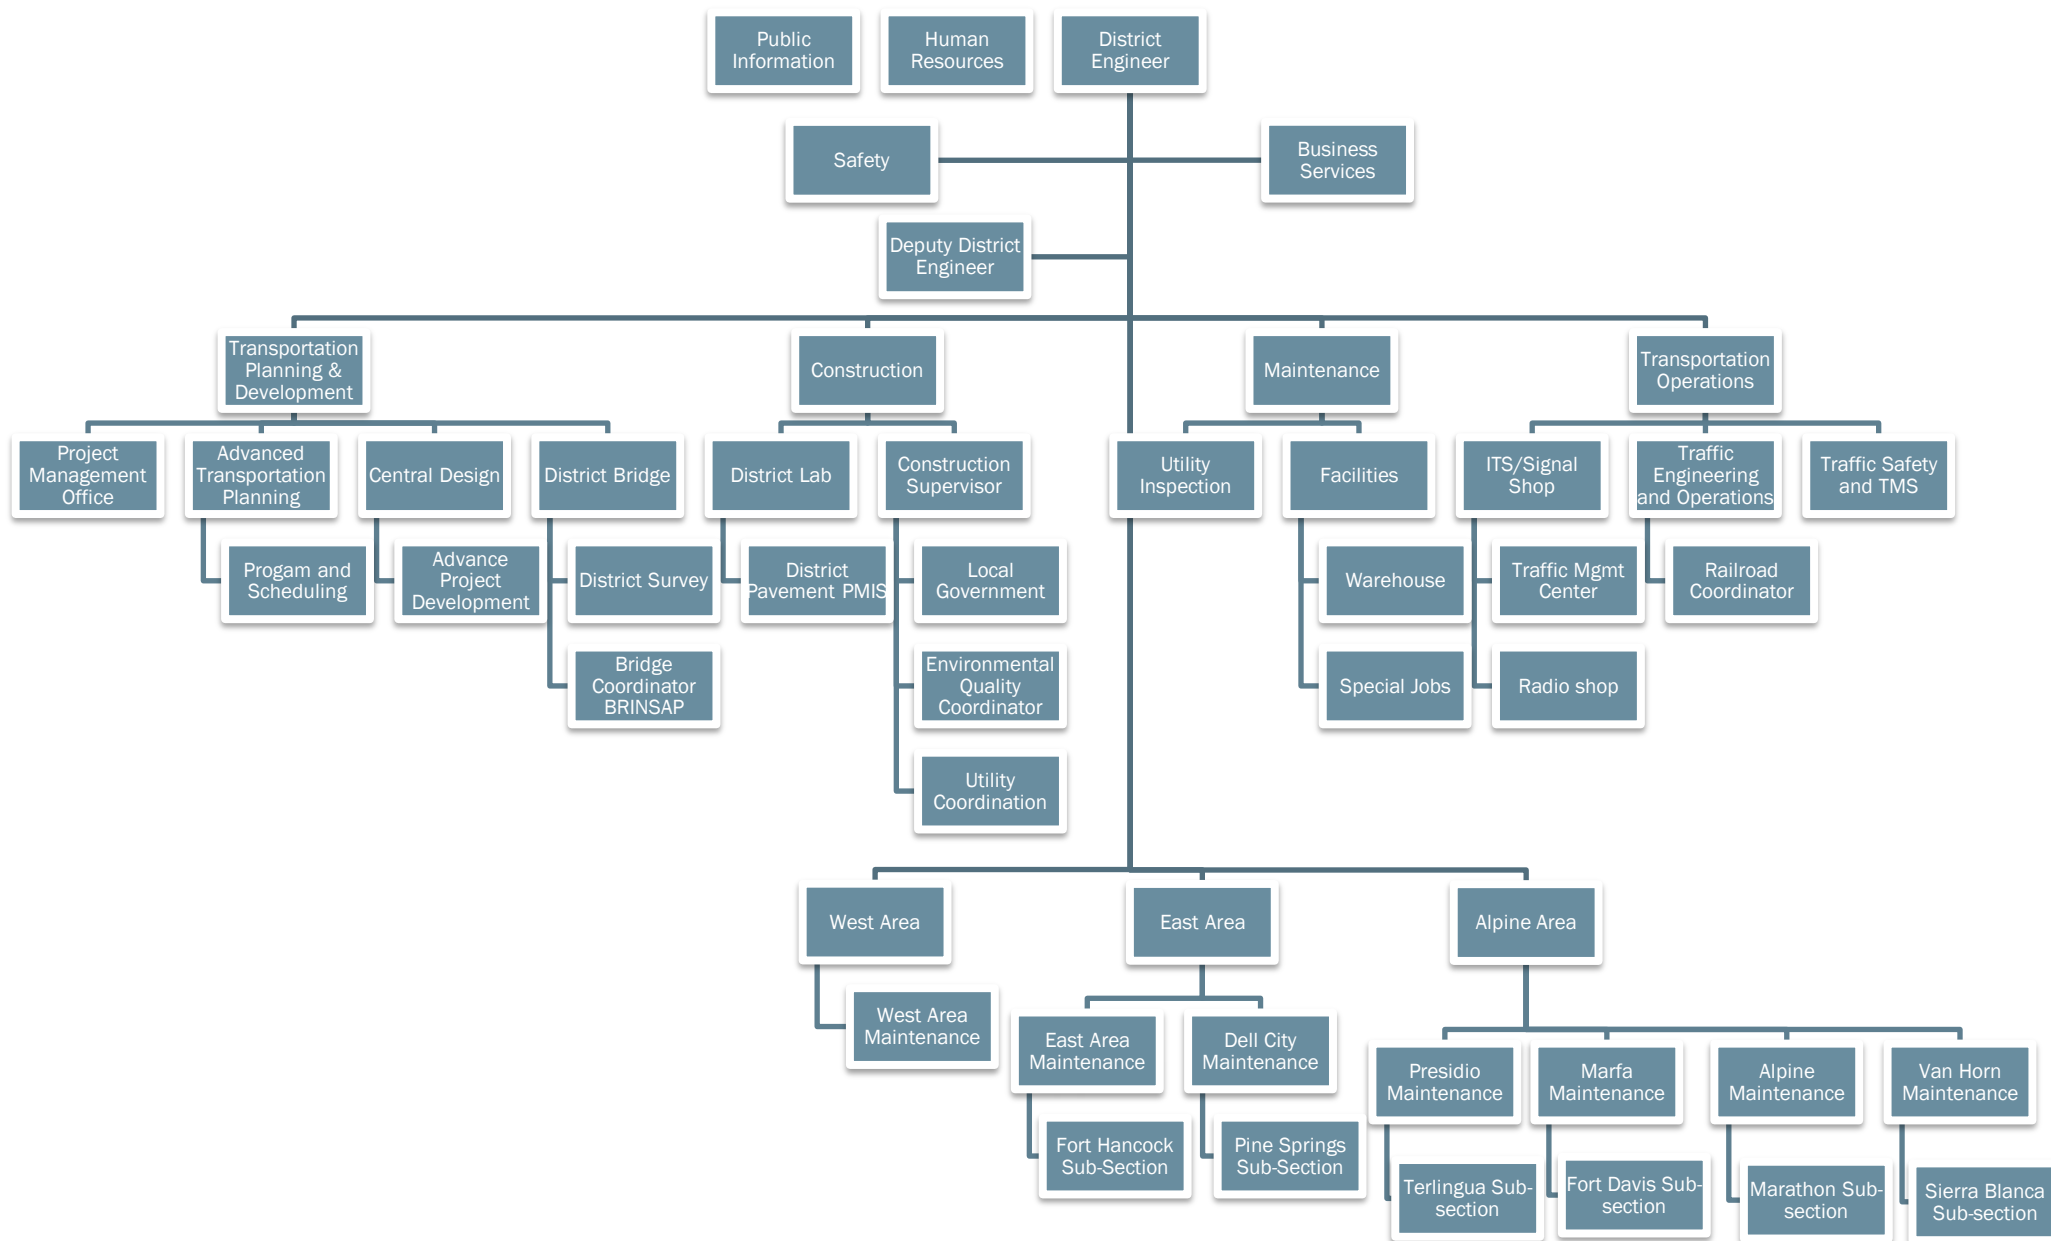 Public
Information
Human
Resources
District
Engineer
Safety
Business
Services
Deputy District
Engineer
Transportation
Planning &
Development
Construction
Maintenance
Transportation
Operations
Project
Management
Office
Advanced
Transportation
Planning
Central Design
District Bridge
District Lab
Construction
Supervisor
Utility
Inspection
Facilities
ITS/Signal
Shop
Traffic
Engineering
and Operations
Traffic Safety
and TMS
Progam and
Scheduling
Advance
Project
Development
District Survey
District
Pavement PMIS
Local
Government
Warehouse
Traffic Mgmt
Center
Railroad
Coordinator
Bridge
Coordinator
BRINSAP
Environmental
Quality
Coordinator
Special Jobs
Radio shop
Utility
Coordination
West Area
East Area
Alpine Area
West Area
Maintenance
East Area
Maintenance
Dell City
Maintenance
Presidio
Maintenance
Marfa
Maintenance
Alpine
Maintenance
Van Horn
Maintenance
Fort Hancock
Sub-Section
Pine Springs
Sub-Section
Terlingua Sub-
section
Fort Davis Sub-
section
Marathon Sub-
section
Sierra Blanca
Sub-section